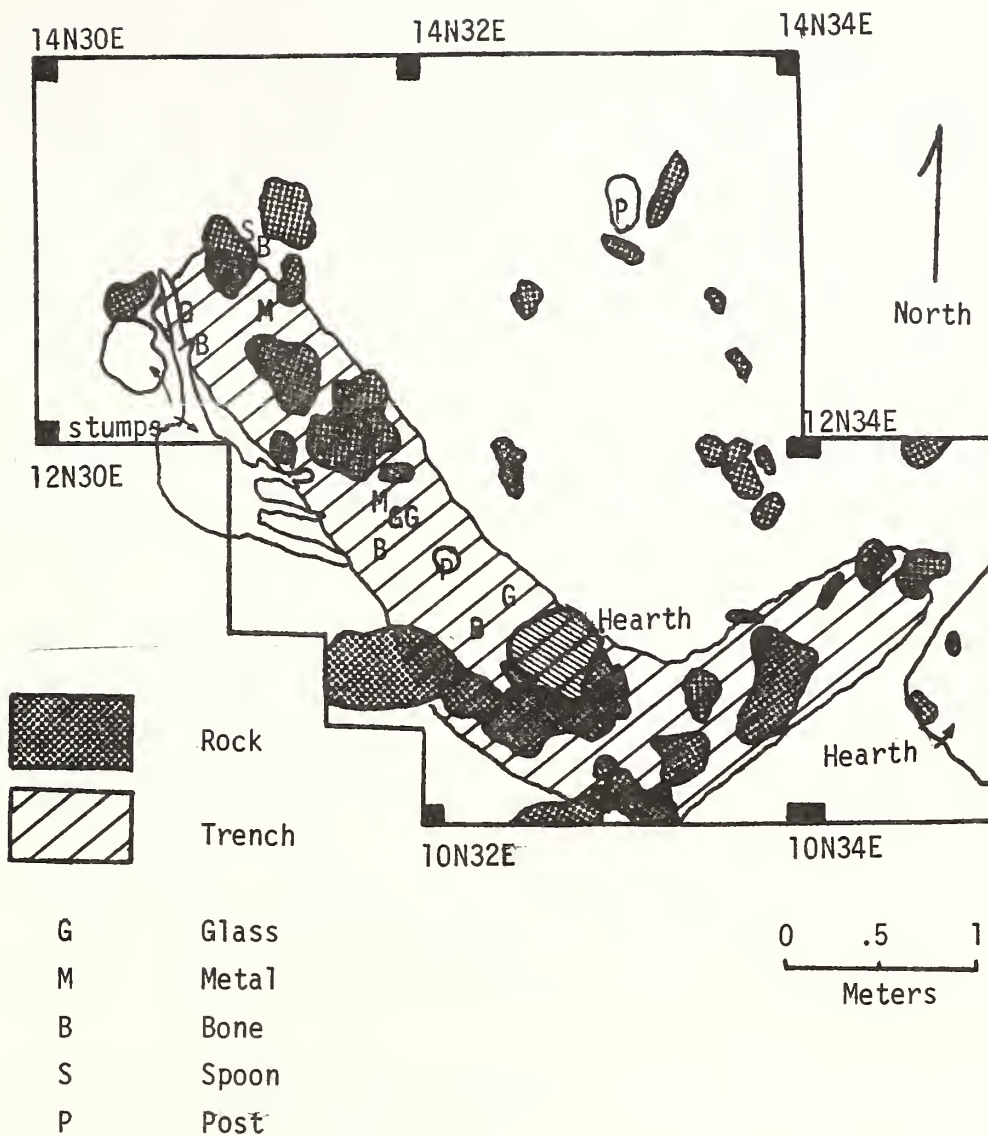 14N30E
14N32E
14N34E
P
S
B
G
M
B
North
stumps
12N34E
12N30E
M
GG
B
P
G
B
Hearth
Rock
Hearth
Trench
10N32E
10N34E
G Glass
M Metal
B Bone
S Spoon
P Post
0 .5 1
Meters